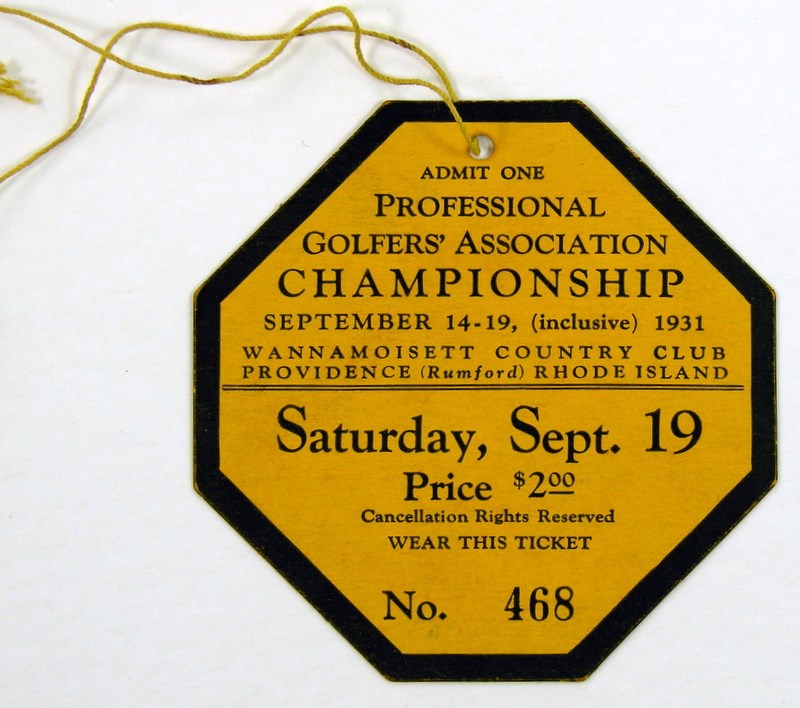 ADMIT ONE
PROFESSIONAL
GOLFERS' ASSOCIATION
CHAMPIONSHIP
SEPTEMBER 14-19, (inclusive) 1931
WANNAMOISETT COUNTRY CLUB
PROVIDENCE (Rumford) RHODE ISLAND
Saturday, Sept. 19
Price $2.00
Cancellation Rights Reserved
WEAR THIS TICKET
No. 468